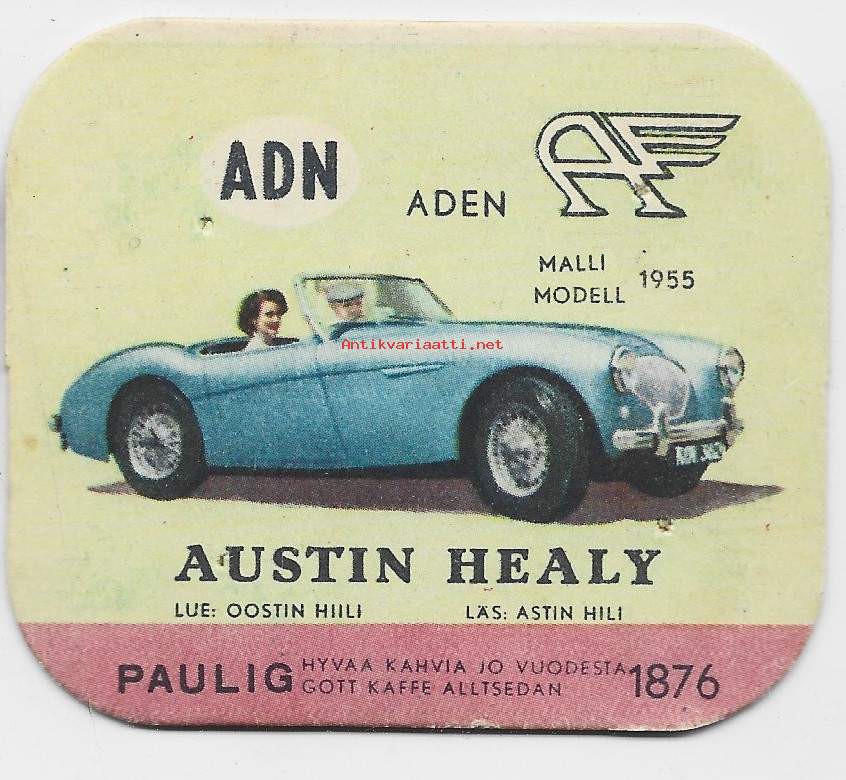 ADN
ADEN
AF
MALLI
MODELL 1955
Antikvariaatti.net
AUSTIN HEALY
LUE: OOSTIN HIILI LÄS: ASTIN HILI
PAULIG HYVAA KAHVIA JO VUODESTA 1876
GOTT KAFFE ALLTSEDAN